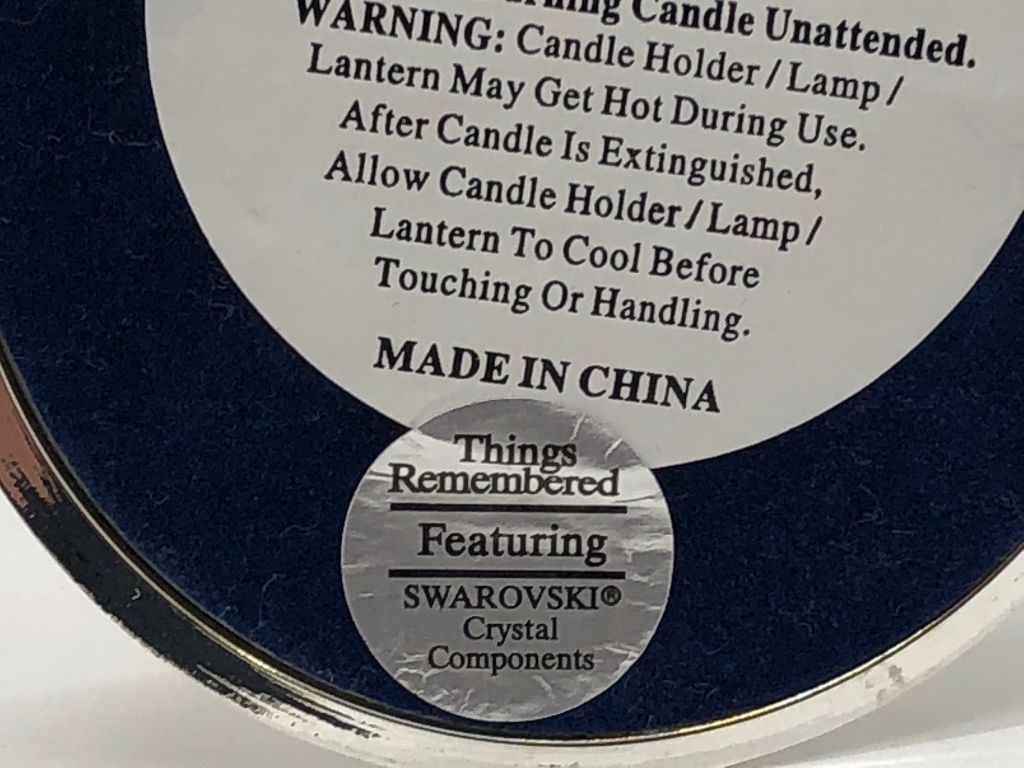 Candle Unattended.
WARNING: Candle Holder / Lamp /
Lantern May Get Hot During Use.
After Candle Is Extinguished,
Allow Candle Holder / Lamp /
Lantern To Cool Before
Touching Or Handling.
MADE IN CHINA
Things
Remembered
Featuring
SWAROVSKI®
Crystal
Components